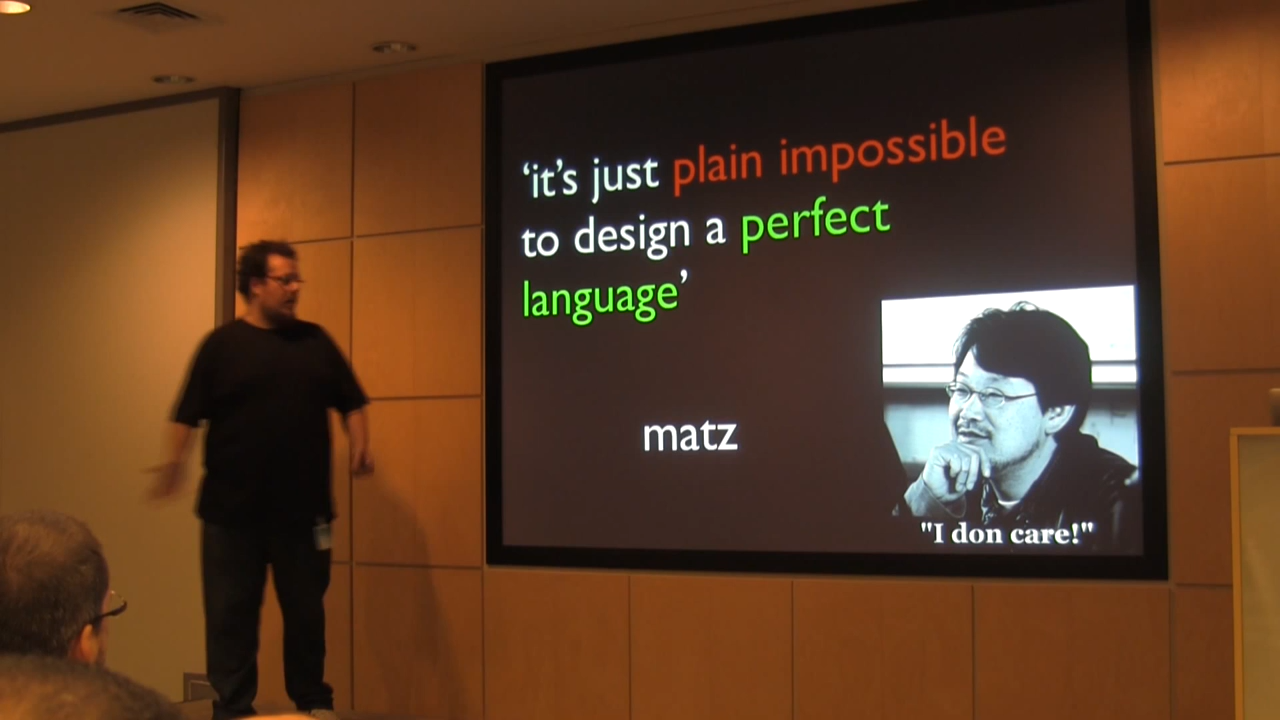 ‘it’s just plain impossible
to design a perfect
language’
matz
"I don care!"